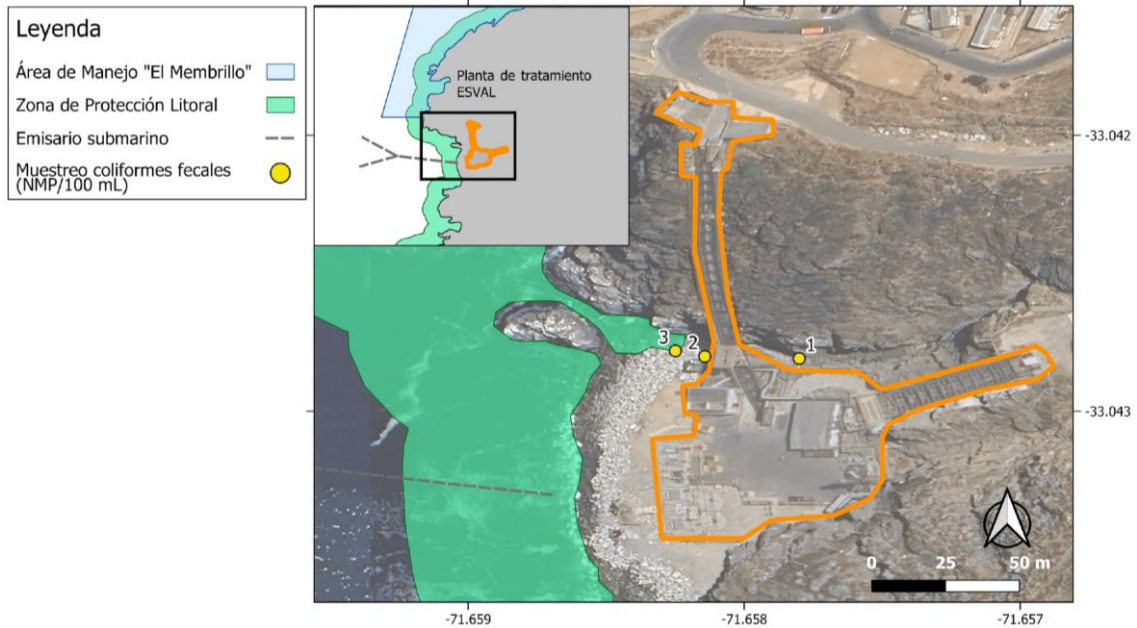 Leyenda
Área de Manejo "El Membrillo"
Zona de Protección Litoral
Emisario submarino
Muestreo coliformes fecales
(NMP/100 mL)
Planta de tratamiento
ESVAL
-33.042
3
2
1
-33.043
0 25 50 m
-71.659
-71.658
-71.657